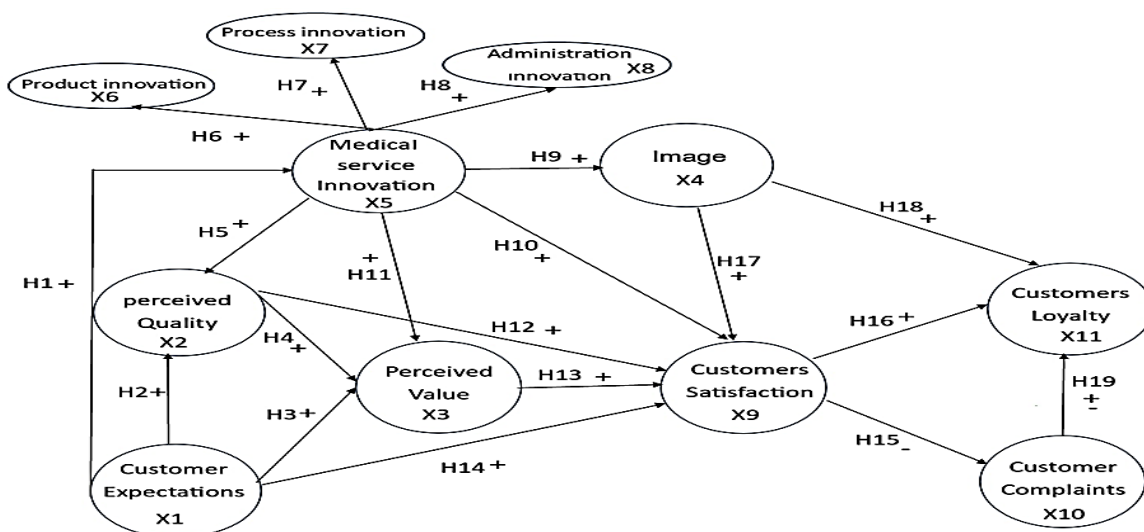 Process innovation
X7
Administration
innovation X8
Product innovation
X6
H7 +
H8 +
H6 +
Medical
service
Innovation
X5
H9 +
Image
X4
H5 +
H10 +
H18 +
+
H11
H17 +
H1 +
perceived
Quality
X2
H12 +
H16 +
Customers
Loyalty
X11
H4 +
Perceived
Value
X3
H13 +
Customers
Satisfaction
X9
H2+
H3+
H19
+
-
H14 +
H15 -
Customer
Expectations
X1
Customer
Complaints
X10